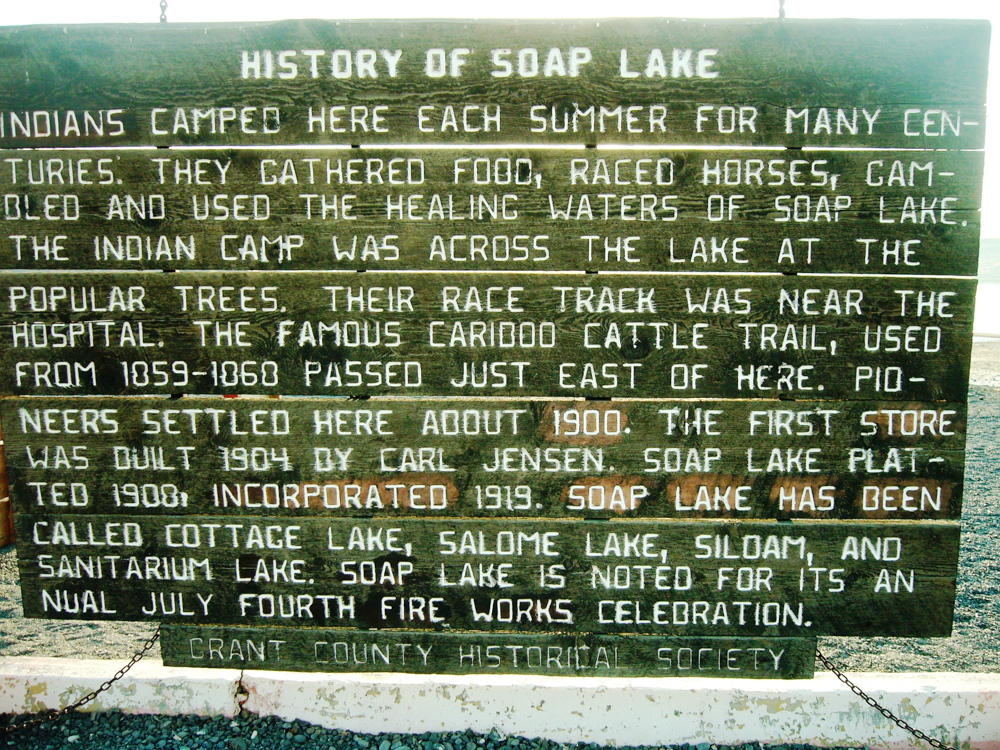 HISTORY OF SOAP LAKE
INDIANS CAMPED HERE EACH SUMMER FOR MANY CEN-
TURIES. THEY GATHERED FOOD, RACED HORSES, GAM-
BLED AND USED THE HEALING WATERS OF SOAP LAKE.
THE INDIAN CAMP WAS ACROSS THE LAKE AT THE
POPULAR TREES. THEIR RACE TRACK WAS NEAR THE
HOSPITAL. THE FAMOUS CARIBOO CATTLE TRAIL, USED
FROM 1859-1868 PASSED JUST EAST OF HERE. PIO-
NEERS SETTLED HERE ABOUT 1900. THE FIRST STORE
WAS BUILT 1904 BY CARL JENSEN. SOAP LAKE PLAT-
TED 1908, INCORPORATED 1919. SOAP LAKE HAS BEEN
CALLED COTTAGE LAKE, SALOME LAKE, SILOAM, AND
SANITARIUM LAKE. SOAP LAKE IS NOTED FOR ITS AN
NUAL JULY FOURTH FIRE WORKS CELEBRATION.
GRANT COUNTY HISTORICAL SOCIETY